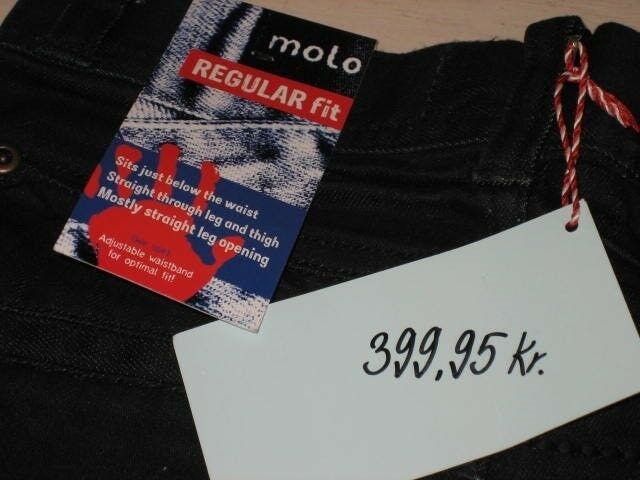 molo
REGULAR fit
Sits just below the waist
Straight through leg and thigh
Mostly straight leg opening
Adjustable waistband
for optimal fit!
399,95 kr.